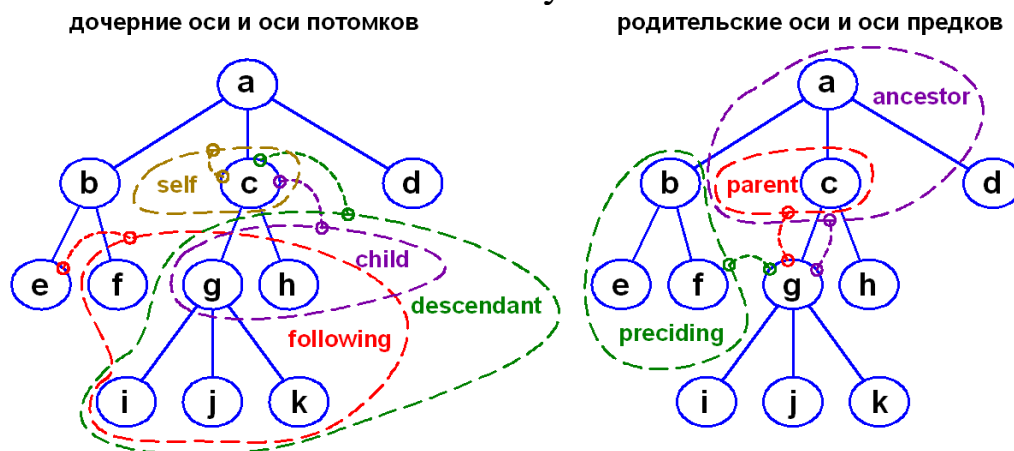 дочерние оси и оси потомков
a
b
self
c
d
e
f
g
h
child
descendant
following
i
j
k
родительские оси и оси предков
a
ancestor
b
parent
c
d
e
f
g
h
preciding
i
j
k